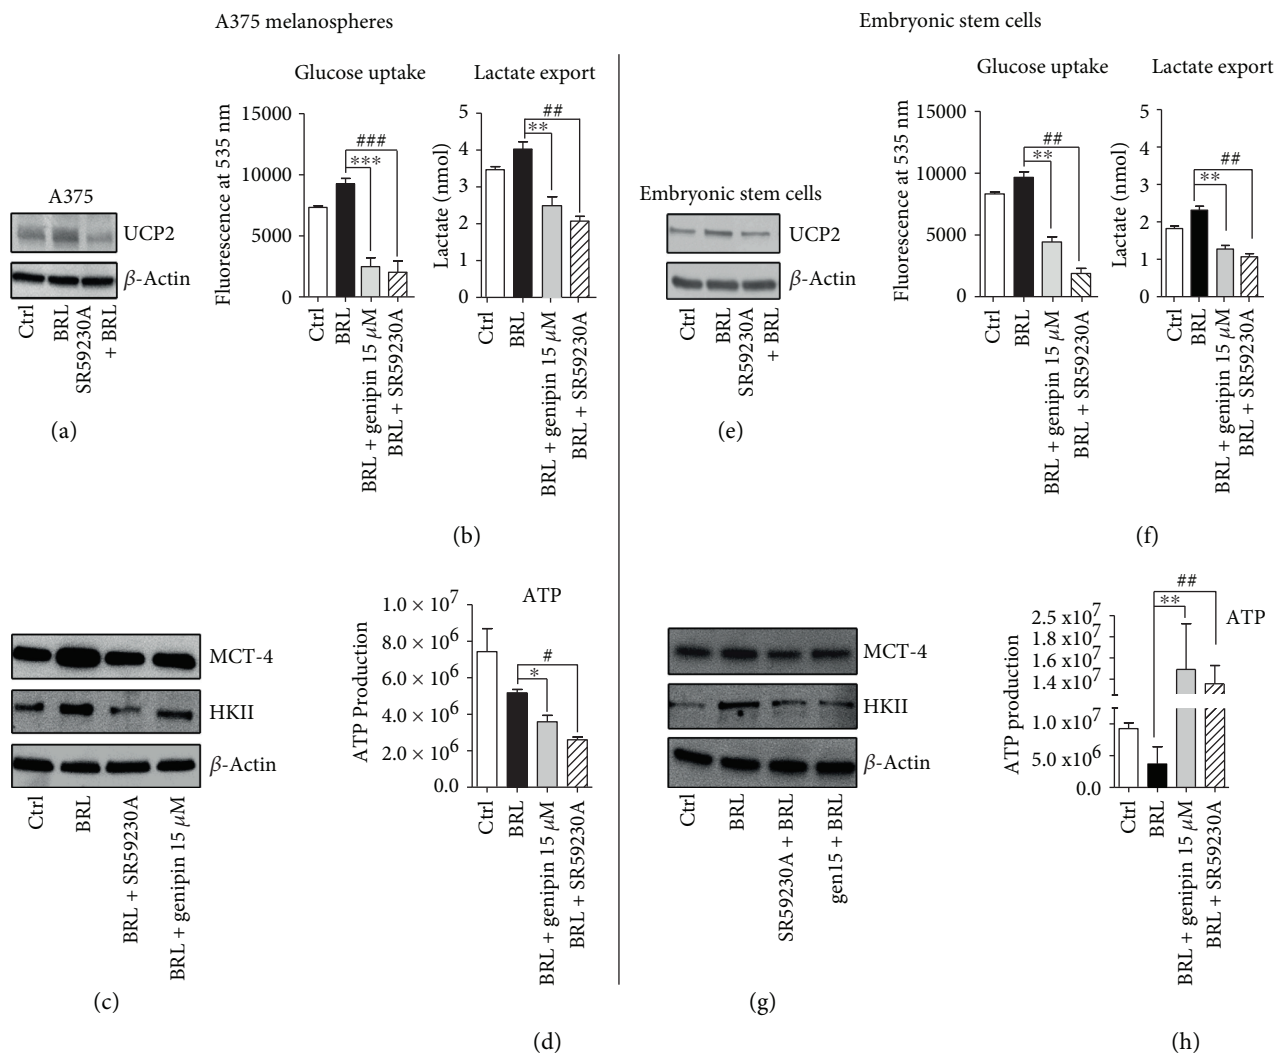 A375 melanospheres
Embryonic stem cells
A375
UCP2
β-Actin
Ctrl
BRL
SR59230A
+ BRL
(a)
Glucose uptake
Fluorescence at 535 nm
15000
10000
5000
0
###
***
Ctrl
BRL
BRL + genipin 15 μM
BRL + SR59230A
Lactate export
Lactate (nmol)
5
4
3
2
1
0
##
**
Ctrl
BRL
BRL + genipin 15 μM
BRL + SR59230A
(b)
MCT-4
HKII
β-Actin
Ctrl
BRL
BRL + SR59230A
BRL + genipin 15 μM
(c)
ATP
ATP Production
1.0 × 10⁷
8.0 × 10⁶
6.0 × 10⁶
4.0 × 10⁶
2.0 × 10⁶
0.0
#
*
Ctrl
BRL
BRL + genipin 15 μM
BRL + SR59230A
(d)
Embryonic stem cells
UCP2
β-Actin
Ctrl
BRL
SR59230A
+ BRL
(e)
Glucose uptake
Fluorescence at 535 nm
15000
10000
5000
0
##
**
Ctrl
BRL
BRL + genipin 15 μM
BRL + SR59230A
Lactate export
Lactate (nmol)
5
4
3
2
1
0
##
**
Ctrl
BRL
BRL + genipin 15 μM
BRL + SR59230A
(f)
MCT-4
HKII
β-Actin
Ctrl
BRL
SR59230A + BRL
gen15 + BRL
(g)
ATP
ATP production
2.5 x10⁷
1.8 x10⁷
1.6 x10⁷
1.4 x10⁷
1.0 x10⁷
5.0 x10⁶
0.0
##
**
Ctrl
BRL
BRL + genipin 15 μM
BRL + SR59230A
(h)